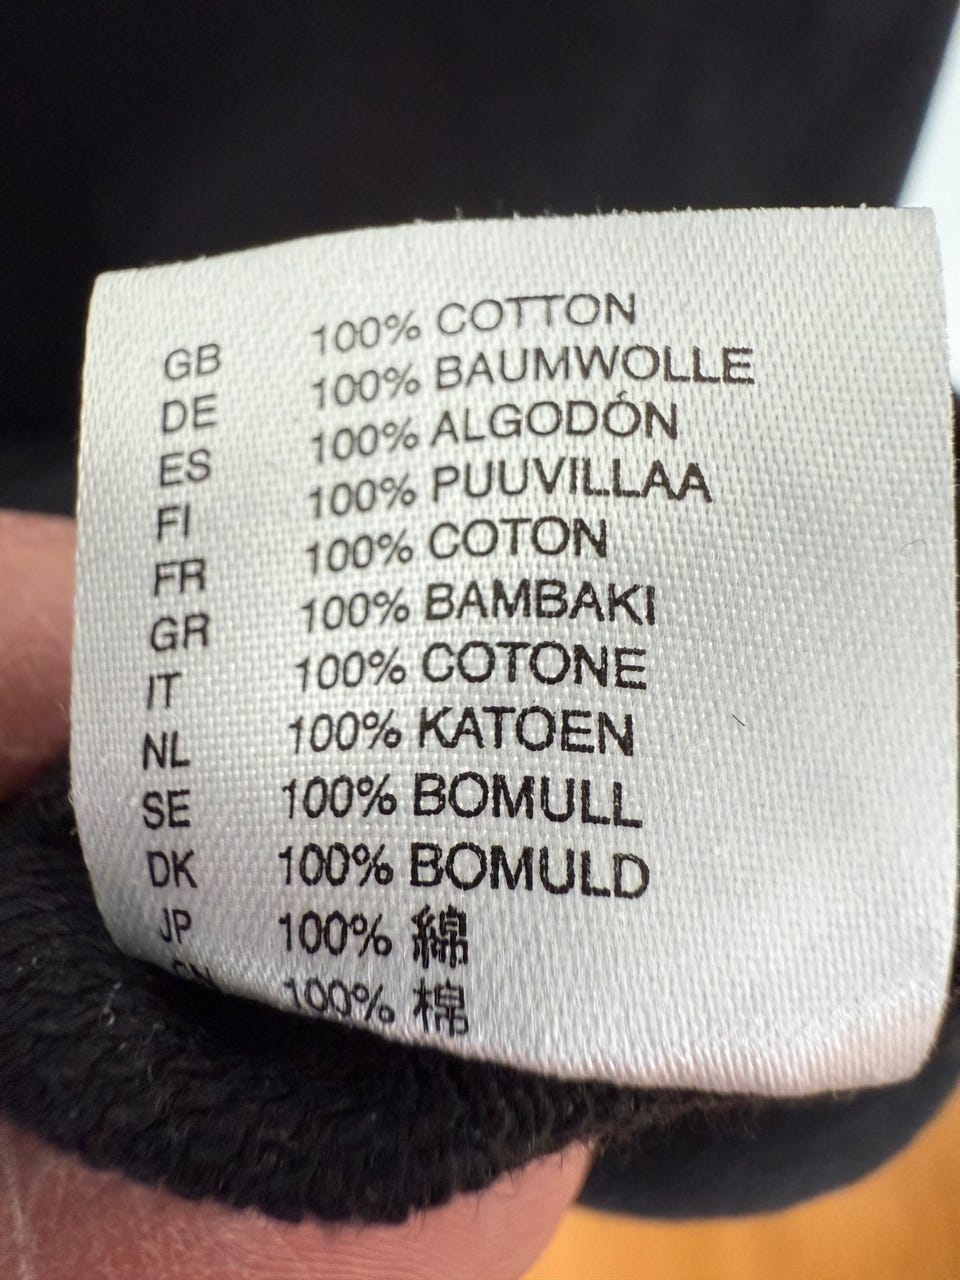 GB 100% COTTON
DE 100% BAUMWOLLE
ES 100% ALGODÓN
FI 100% PUUVILLAA
FR 100% COTON
GR 100% BAMBAKI
IT 100% COTONE
NL 100% KATOEN
SE 100% BOMULL
DK 100% BOMULD
JP 100% 綿
CN 100% 棉